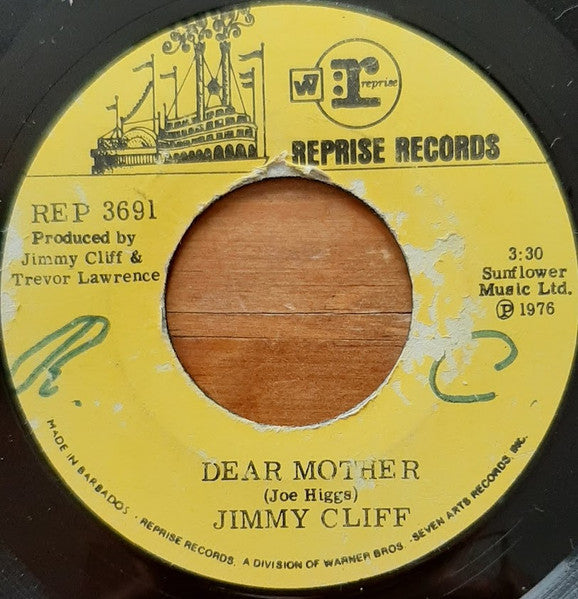 W
r
reprise
REPRISE RECORDS
REP 3691
Produced by
Jimmy Cliff &
Trevor Lawrence
3:30
Sunflower
Music Ltd.
Ⓟ 1976
DEAR MOTHER
(Joe Higgs)
JIMMY CLIFF
MADE IN BARBADOS · REPRISE RECORDS, A DIVISION OF WARNER BROS. - SEVEN ARTS RECORDS, INC.